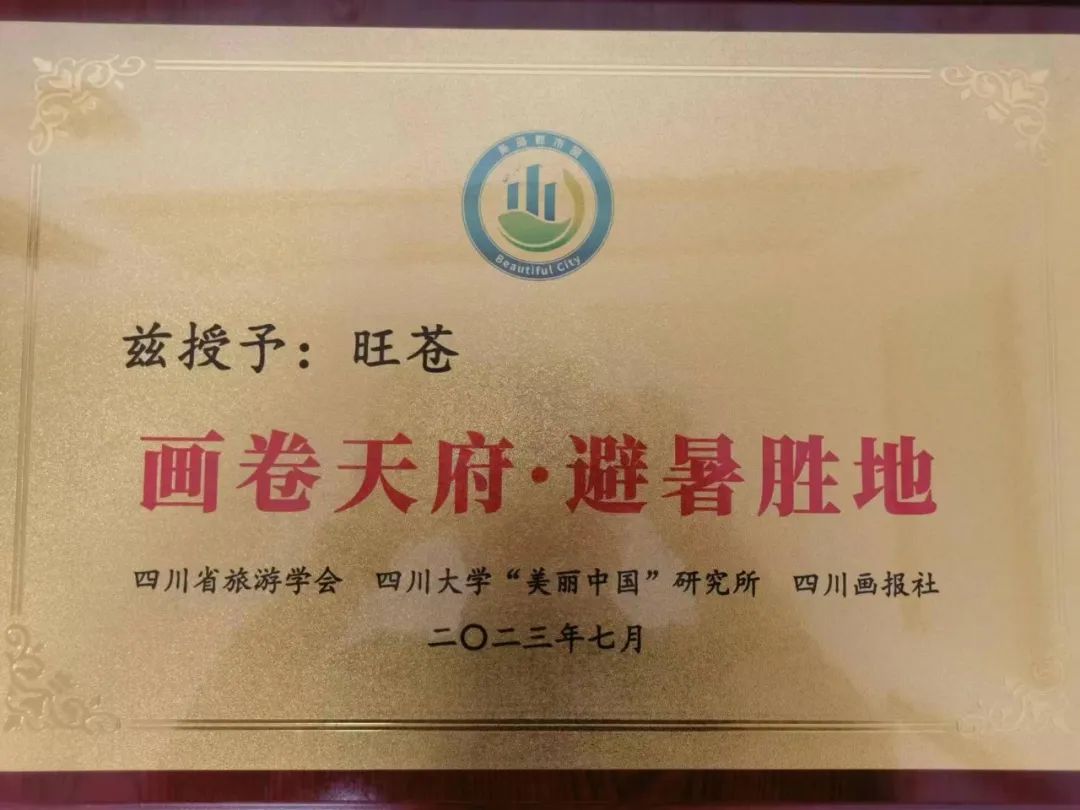 Beautiful City
兹授予：旺苍
画卷天府·避暑胜地
四川省旅游学会 四川大学“美丽中国”研究所 四川画报社
二〇二三年七月